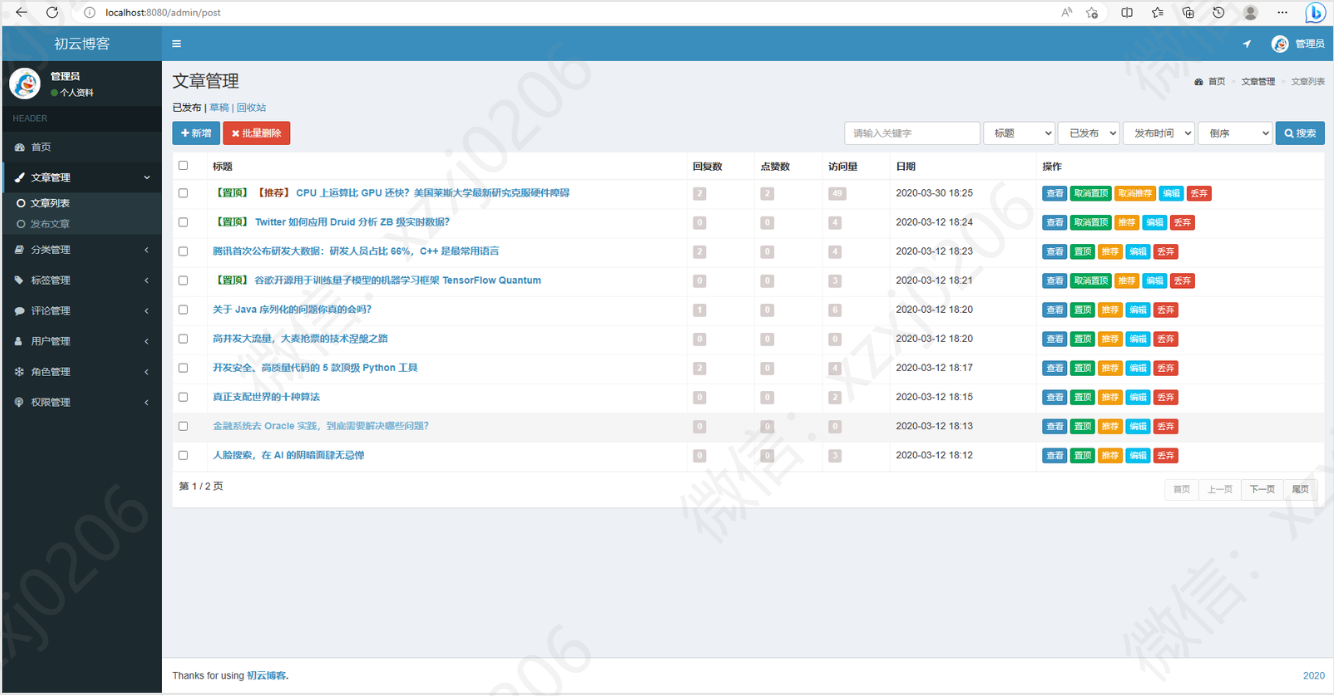 localhost:8080/admin/post
初云博客
管理员
管理员
个人资料
HEADER
首页
文章管理
文章列表
发布文章
分类管理
标签管理
评论管理
用户管理
角色管理
权限管理
文章管理
首页 文章管理 文章列表
已发布 | 草稿 | 回收站
新增 批量删除 请输入关键字 标题 已发布 发布时间 倒序 搜索
标题 回复数 点赞数 访问量 日期 操作
【置顶】 【推荐】 CPU 上运算比 GPU 还快？美国莱斯大学最新研究克服硬件障碍 2 2 49 2020-03-30 18:25 查看 取消置顶 取消推荐 编辑 丢弃
【置顶】 Twitter 如何应用 Druid 分析 ZB 级实时数据？ 0 0 4 2020-03-12 18:24 查看 取消置顶 推荐 编辑 丢弃
腾讯首次公布研发大数据：研发人员占比 66%，C++ 是最常用语言 2 0 4 2020-03-12 18:23 查看 置顶 推荐 编辑 丢弃
【置顶】 谷歌开源用于训练量子模型的机器学习框架 TensorFlow Quantum 0 0 3 2020-03-12 18:21 查看 取消置顶 推荐 编辑 丢弃
关于 Java 序列化的问题你真的会吗？ 1 0 6 2020-03-12 18:20 查看 置顶 推荐 编辑 丢弃
高并发大流量，大麦抢票的技术涅槃之路 0 0 0 2020-03-12 18:20 查看 置顶 推荐 编辑 丢弃
开发安全、高质量代码的 5 款顶级 Python 工具 2 0 4 2020-03-12 18:17 查看 置顶 推荐 编辑 丢弃
真正支配世界的十种算法 0 0 2 2020-03-12 18:15 查看 置顶 推荐 编辑 丢弃
金融系统去 Oracle 实践，到底需要解决哪些问题？ 0 0 0 2020-03-12 18:13 查看 置顶 推荐 编辑 丢弃
人脸搜索，在 AI 的阴暗面肆无忌惮 0 0 3 2020-03-12 18:12 查看 置顶 推荐 编辑 丢弃
第 1 / 2 页 首页 上一页 下一页 尾页
Thanks for using 初云博客. 2020
微信：xzxj0206